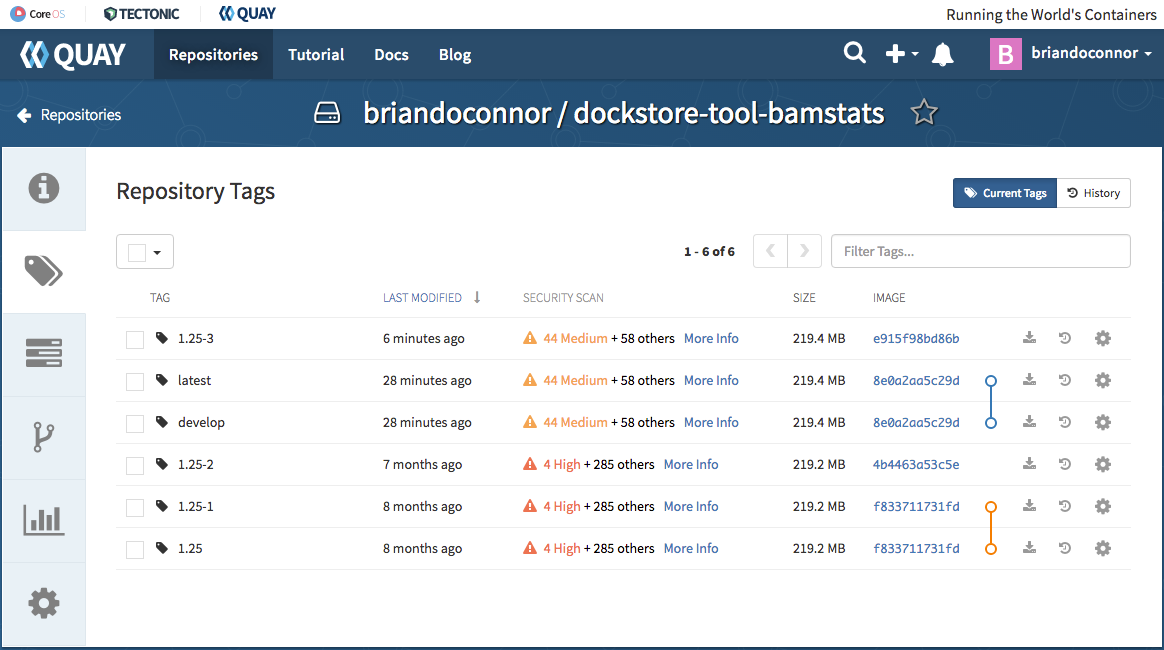 CoreOS TECTONIC QUAY Running the World's Containers
QUAY Repositories Tutorial Docs Blog B briandoconnor
Repositories briandoconnor / dockstore-tool-bamstats
Repository Tags Current Tags History
1 - 6 of 6 Filter Tags...
TAG LAST MODIFIED SECURITY SCAN SIZE IMAGE
1.25-3 6 minutes ago 44 Medium + 58 others More Info 219.4 MB e915f98bd86b
latest 28 minutes ago 44 Medium + 58 others More Info 219.4 MB 8e0a2aa5c29d
develop 28 minutes ago 44 Medium + 58 others More Info 219.4 MB 8e0a2aa5c29d
1.25-2 7 months ago 4 High + 285 others More Info 219.2 MB 4b4463a53c5e
1.25-1 8 months ago 4 High + 285 others More Info 219.2 MB f833711731fd
1.25 8 months ago 4 High + 285 others More Info 219.2 MB f833711731fd